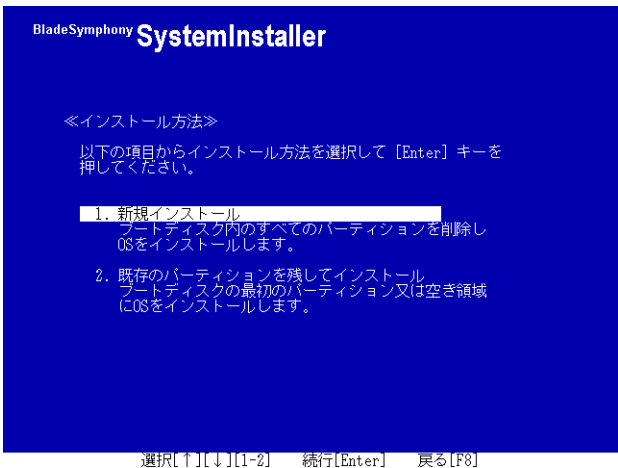 BladeSymphony SystemInstaller
≪インストール方法≫
以下の項目からインストール方法を選択して [Enter] キーを
押してください。
1. 新規インストール
ブートディスク内のすべてのパーティションを削除し
OSをインストールします。
2. 既存のパーティションを残してインストール
ブートディスクの最初のパーティション又は空き領域
にOSをインストールします。
選択[↑][↓][1-2] 続行[Enter] 戻る[F8]